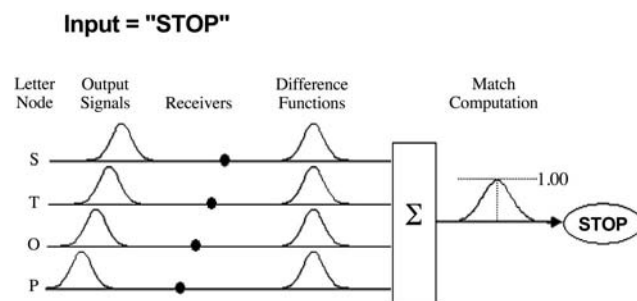 Input = "STOP"
Letter Node
Output Signals
Receivers
Difference Functions
Match Computation
S
T
O
P
Σ
1.00
STOP